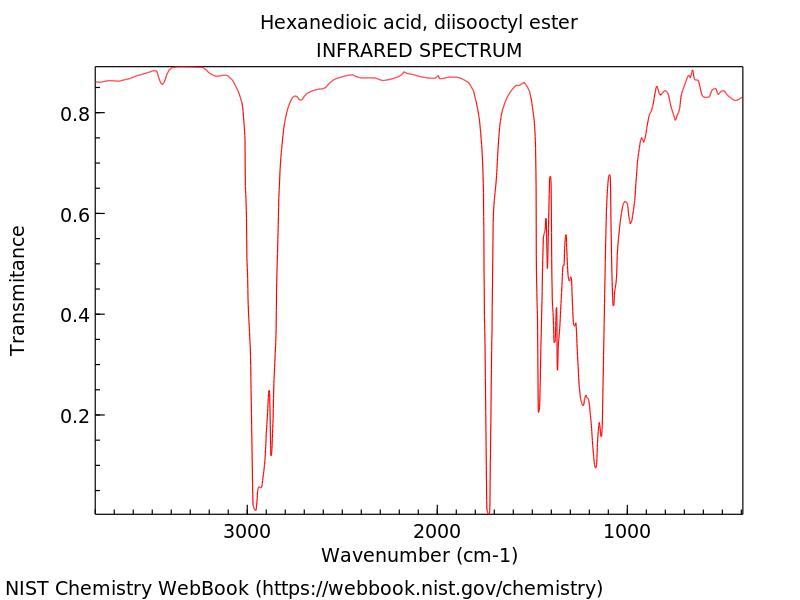 Hexanedioic acid, diisooctyl ester
INFRARED SPECTRUM
0.8
0.6
0.4
0.2
Transmitance
3000 2000 1000
Wavenumber (cm-1)
NIST Chemistry WebBook (https://webbook.nist.gov/chemistry)